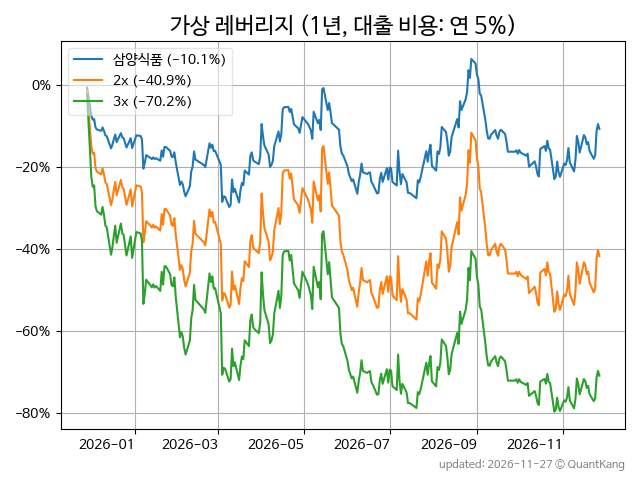 가상 레버리지 (1년, 대출 비용: 연 5%)
삼양식품 (−10.1%)
2x (−40.9%)
3x (−70.2%)
0%
−20%
−40%
−60%
−80%
2026-01 2026-03 2026-05 2026-07 2026-09 2026-11
updated: 2026-11-27 © QuantKang